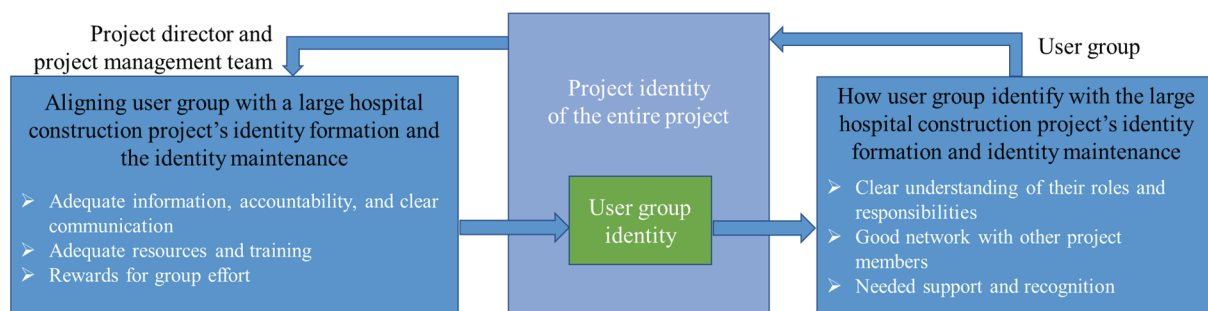 Project director and
project management team
Aligning user group with a large hospital
construction project's identity formation and
the identity maintenance
➢ Adequate information, accountability, and clear
communication
➢ Adequate resources and training
➢ Rewards for group effort
Project identity
of the entire project
User group
identity
User group
How user group identify with the large
hospital construction project's identity
formation and identity maintenance
➢ Clear understanding of their roles and
responsibilities
➢ Good network with other project
members
➢ Needed support and recognition